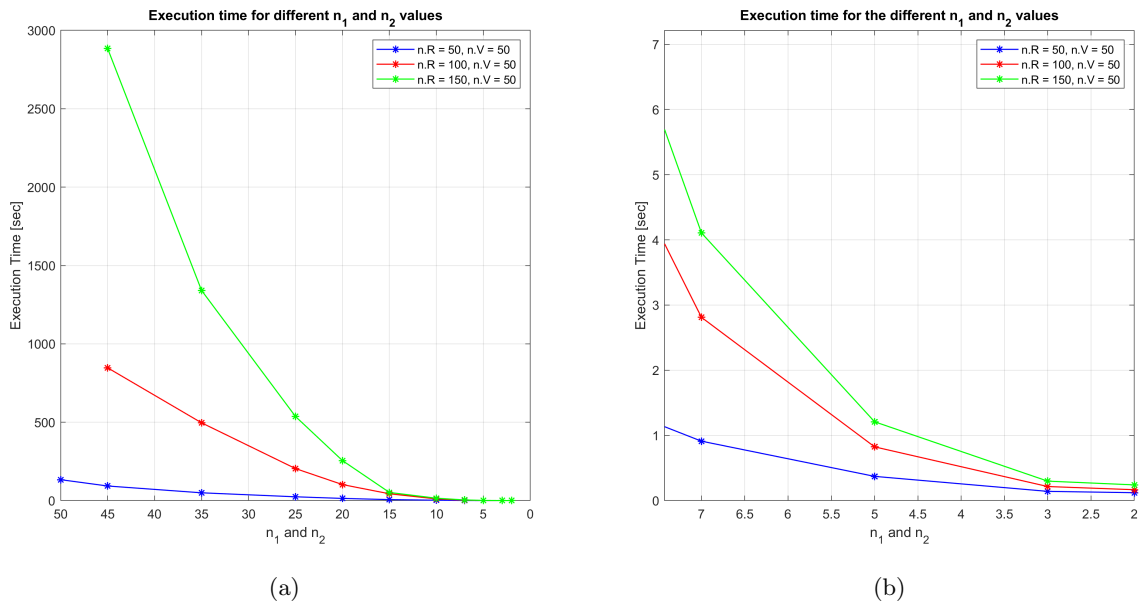 Execution time for different n1 and n2 values
n.R = 50, n.V = 50
n.R = 100, n.V = 50
n.R = 150, n.V = 50
Execution Time [sec]
3000
2500
2000
1500
1000
500
0
50 45 40 35 30 25 20 15 10 5 0
n1 and n2
(a)
Execution time for the different n1 and n2 values
n.R = 50, n.V = 50
n.R = 100, n.V = 50
n.R = 150, n.V = 50
Execution Time [sec]
7
6
5
4
3
2
1
0
7 6.5 6 5.5 5 4.5 4 3.5 3 2.5 2
n1 and n2
(b)